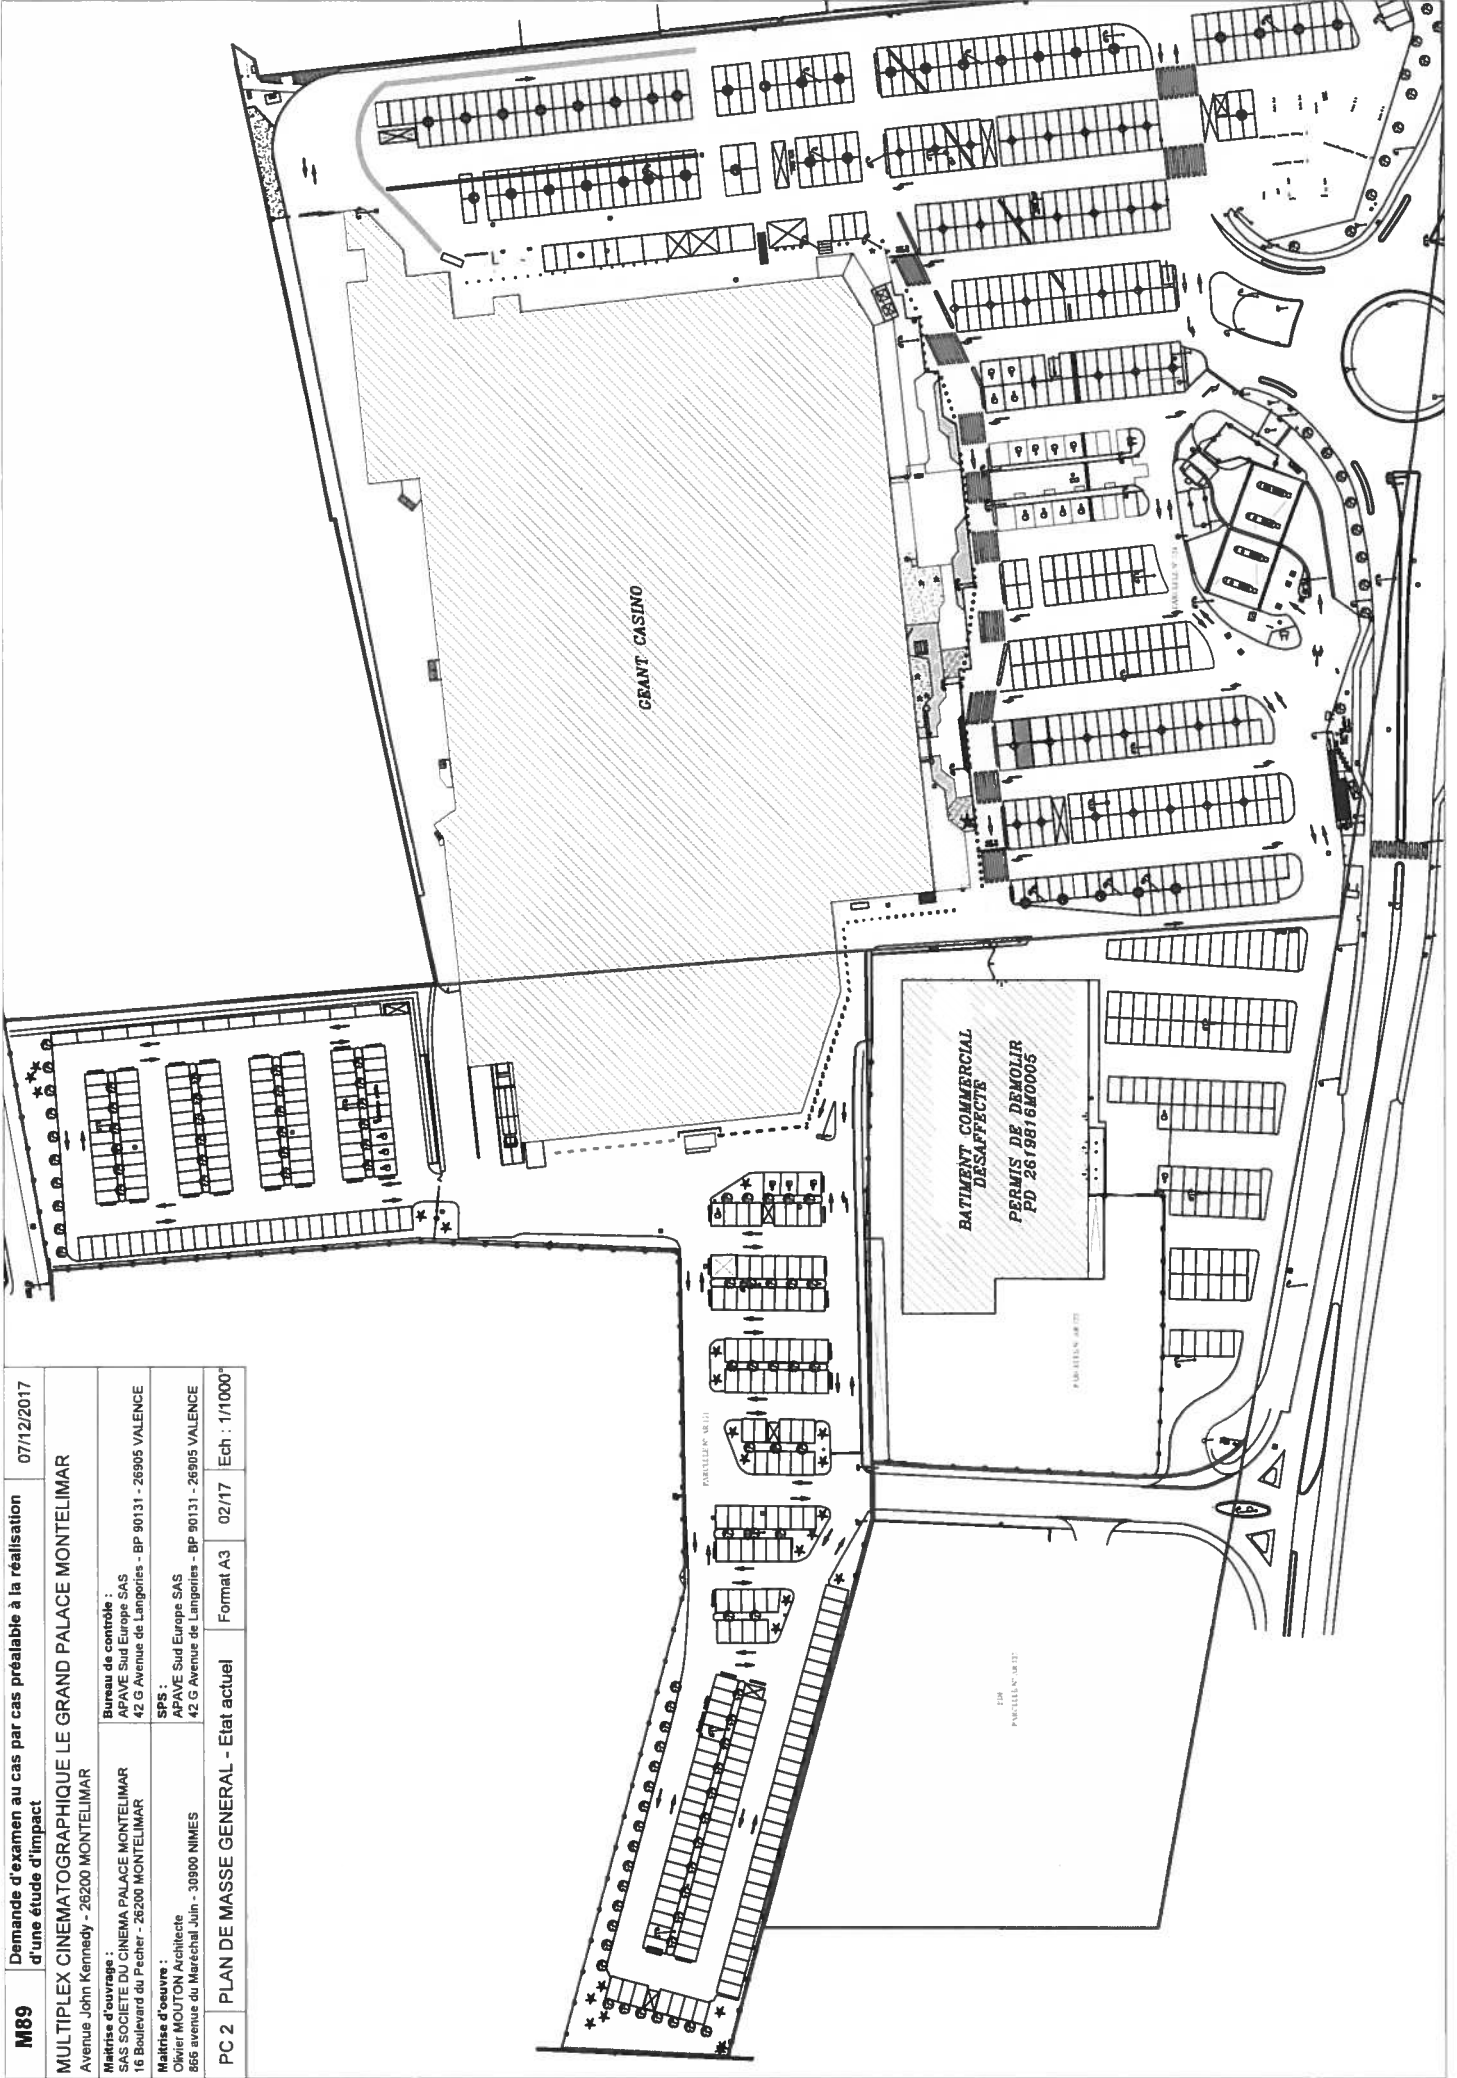 M89
Demande d'examen au cas par cas préalable à la réalisation
d'une étude d'impact
07/12/2017
MULTIPLEX CINEMATOGRAPHIQUE LE GRAND PALACE MONTELIMAR
Avenue John Kennedy - 26200 MONTELIMAR
Maitrise d'ouvrage :
SAS SOCIETE DU CINEMA PALACE MONTELIMAR
16 Boulevard du Pecher - 26200 MONTELIMAR
Bureau de contrôle :
APAVE Sud Europe SAS
42 G Avenue de Langories - BP 90131 - 26905 VALENCE
Maitrise d'oeuvre :
Olivier MOUTON Architecte
866 avenue du Maréchal Juin - 30900 NIMES
SPS :
APAVE Sud Europe SAS
42 G Avenue de Langories - BP 90131 - 26905 VALENCE
PC 2
PLAN DE MASSE GENERAL - Etat actuel
Format A3
02/17
Ech : 1/1000°
GEANT CASINO
BATIMENT COMMERCIAL
DESAFFECTE
PERMIS DE DEMOLIR
PD 2619816M0005